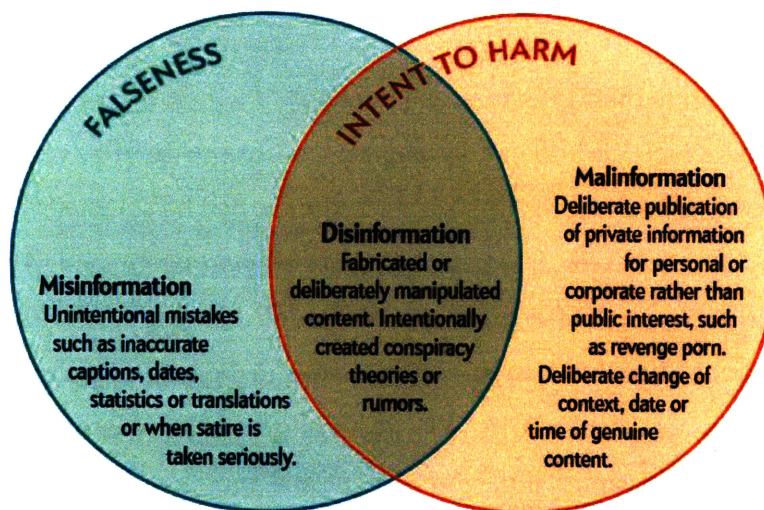 FALSENESS
INTENT TO HARM
Misinformation
Unintentional mistakes
such as inaccurate
captions, dates,
statistics or translations
or when satire is
taken seriously.
Disinformation
Fabricated or
deliberately manipulated
content. Intentionally
created conspiracy
theories or
rumors.
Malinformation
Deliberate publication
of private information
for personal or
corporate rather than
public interest, such
as revenge porn.
Deliberate change of
context, date or
time of genuine
content.